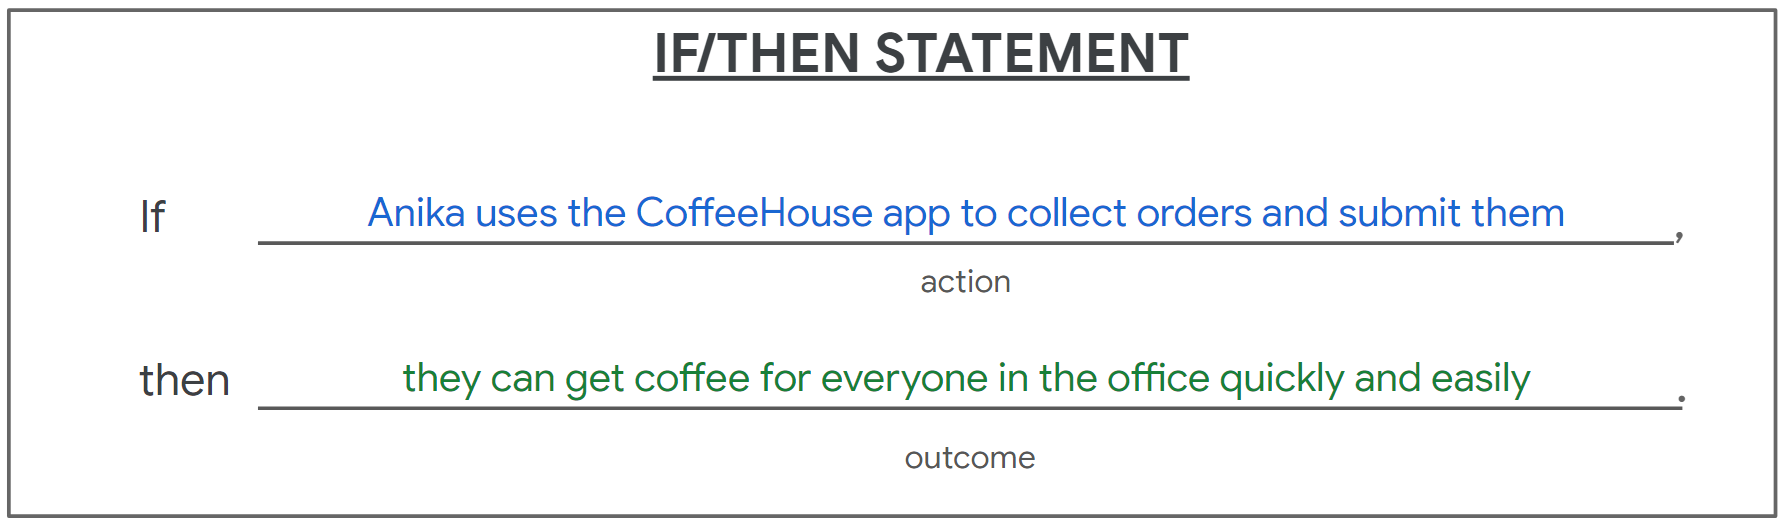 IF/THEN STATEMENT
If Anika uses the CoffeeHouse app to collect orders and submit them,
action
then they can get coffee for everyone in the office quickly and easily.
outcome